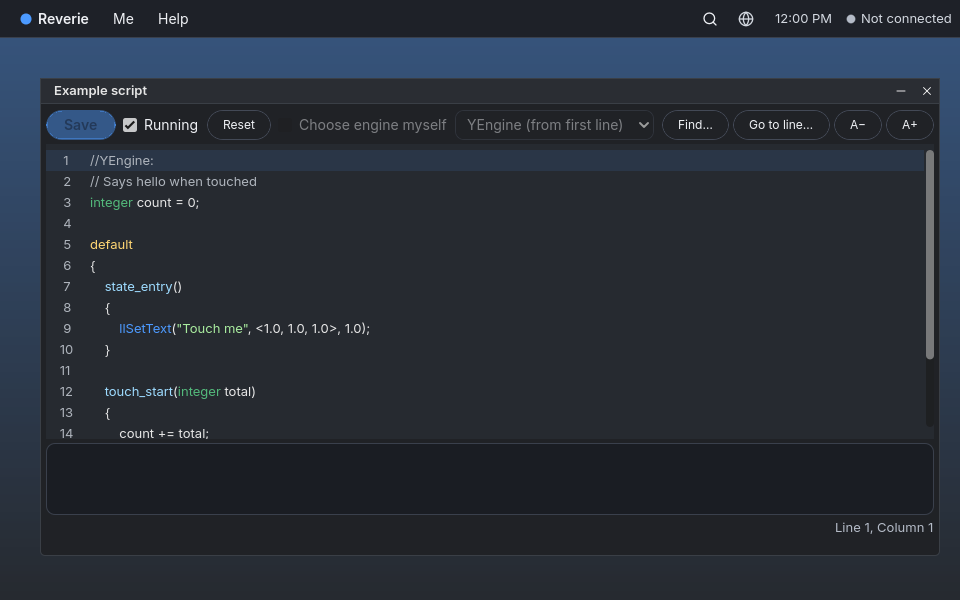 Reverie Me Help 12:00 PM Not connected
Example script
Save Running Reset Choose engine myself YEngine (from first line) Find... Go to line... A− A+
1 //YEngine:
2 // Says hello when touched
3 integer count = 0;
4
5 default
6 {
7 state_entry()
8 {
9 llSetText("Touch me", <1.0, 1.0, 1.0>, 1.0);
10 }
11
12 touch_start(integer total)
13 {
14 count += total;
Line 1, Column 1